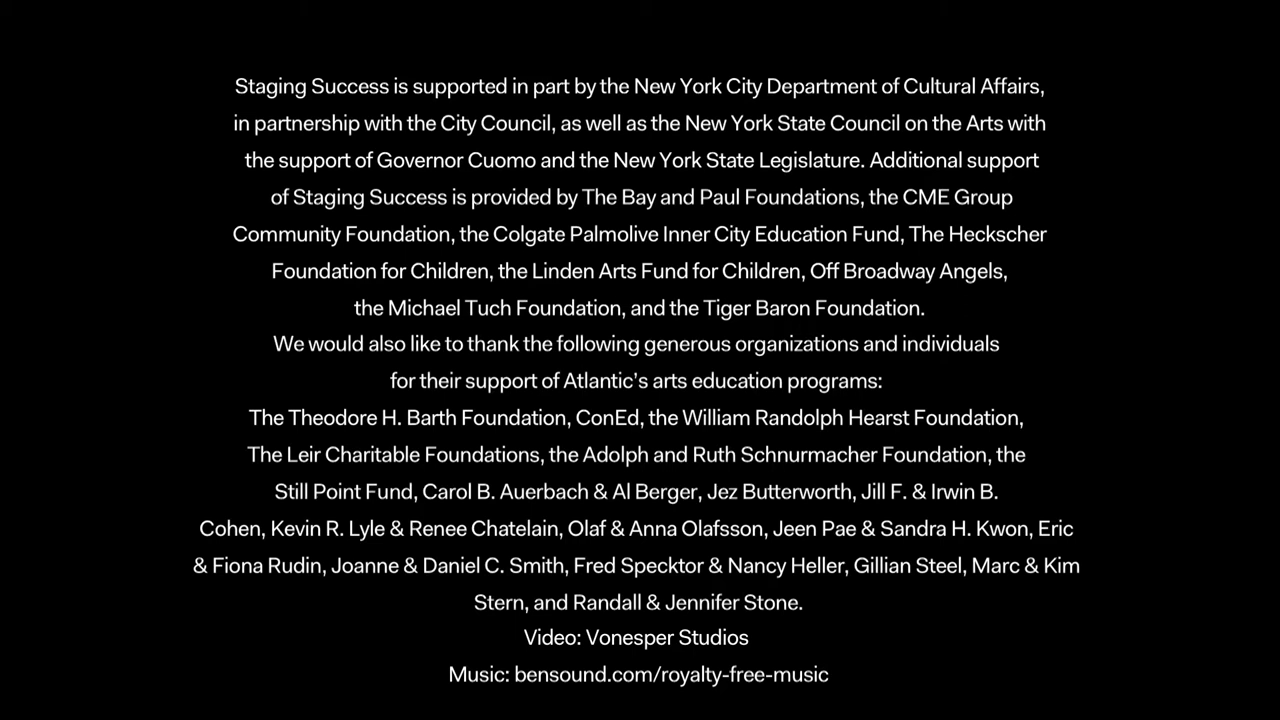 Staging Success is supported in part by the New York City Department of Cultural Affairs,
in partnership with the City Council, as well as the New York State Council on the Arts with
the support of Governor Cuomo and the New York State Legislature. Additional support
of Staging Success is provided by The Bay and Paul Foundations, the CME Group
Community Foundation, the Colgate Palmolive Inner City Education Fund, The Heckscher
Foundation for Children, the Linden Arts Fund for Children, Off Broadway Angels,
the Michael Tuch Foundation, and the Tiger Baron Foundation.
We would also like to thank the following generous organizations and individuals
for their support of Atlantic’s arts education programs:
The Theodore H. Barth Foundation, ConEd, the William Randolph Hearst Foundation,
The Leir Charitable Foundations, the Adolph and Ruth Schnurmacher Foundation, the
Still Point Fund, Carol B. Auerbach & Al Berger, Jez Butterworth, Jill F. & Irwin B.
Cohen, Kevin R. Lyle & Renee Chatelain, Olaf & Anna Olafsson, Jeen Pae & Sandra H. Kwon, Eric
& Fiona Rudin, Joanne & Daniel C. Smith, Fred Specktor & Nancy Heller, Gillian Steel, Marc & Kim
Stern, and Randall & Jennifer Stone.
Video: Vonesper Studios
Music: bensound.com/royalty-free-music